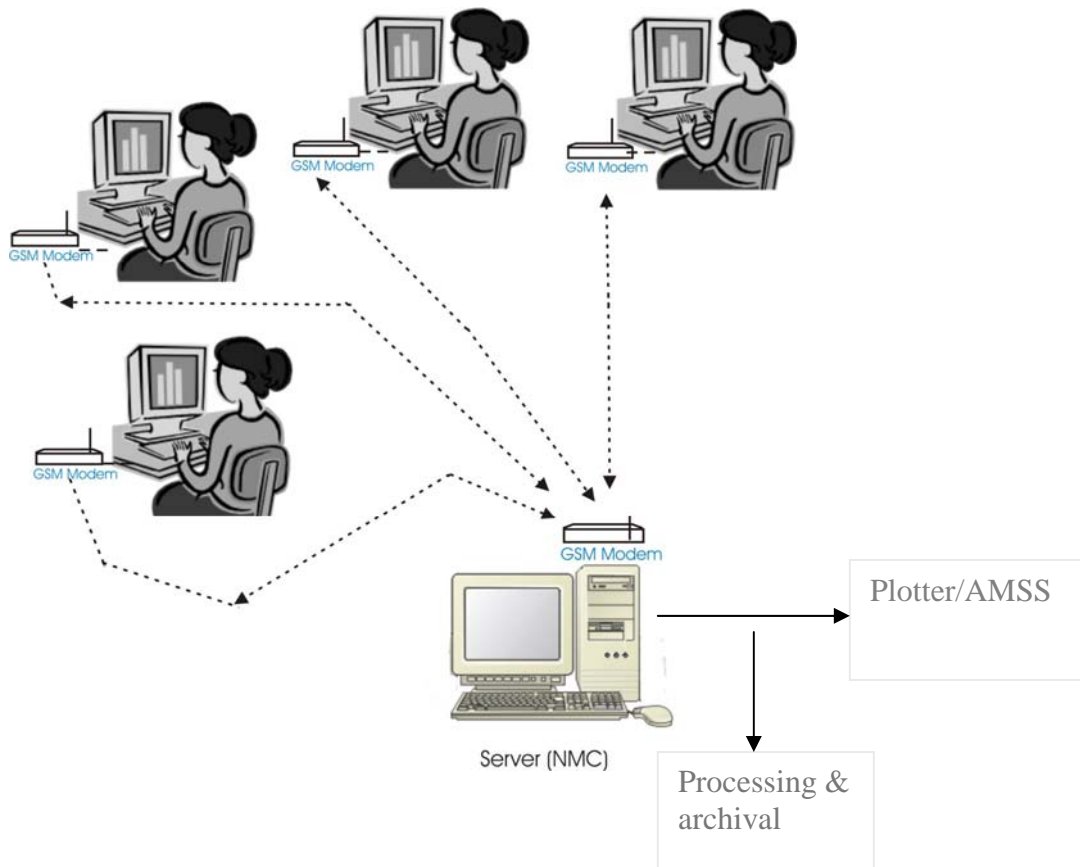 GSM Modem
GSM Modem
GSM Modem
GSM Modem
GSM Modem
Server (NMC)
Plotter/AMSS
Processing &
archival